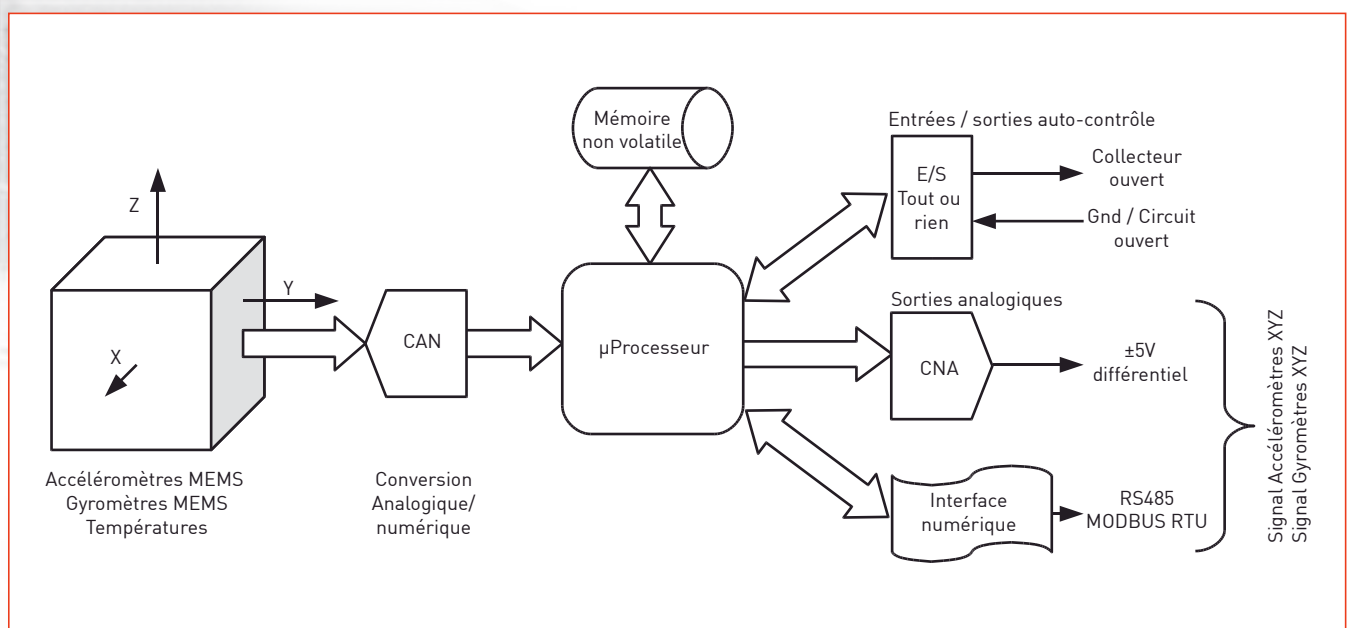 Mémoire
non volatile
Entrées / sorties auto-contrôle
E/S
Tout ou
rien
Collecteur
ouvert
Gnd / Circuit
ouvert
Z
Y
X
CAN
µProcesseur
Sorties analogiques
CNA
±5V
différentiel
Accéléromètres MEMS
Gyromètres MEMS
Températures
Conversion
Analogique/
numérique
Interface
numérique
RS485
MODBUS RTU
Signal Accéléromètres XYZ
Signal Gyromètres XYZ